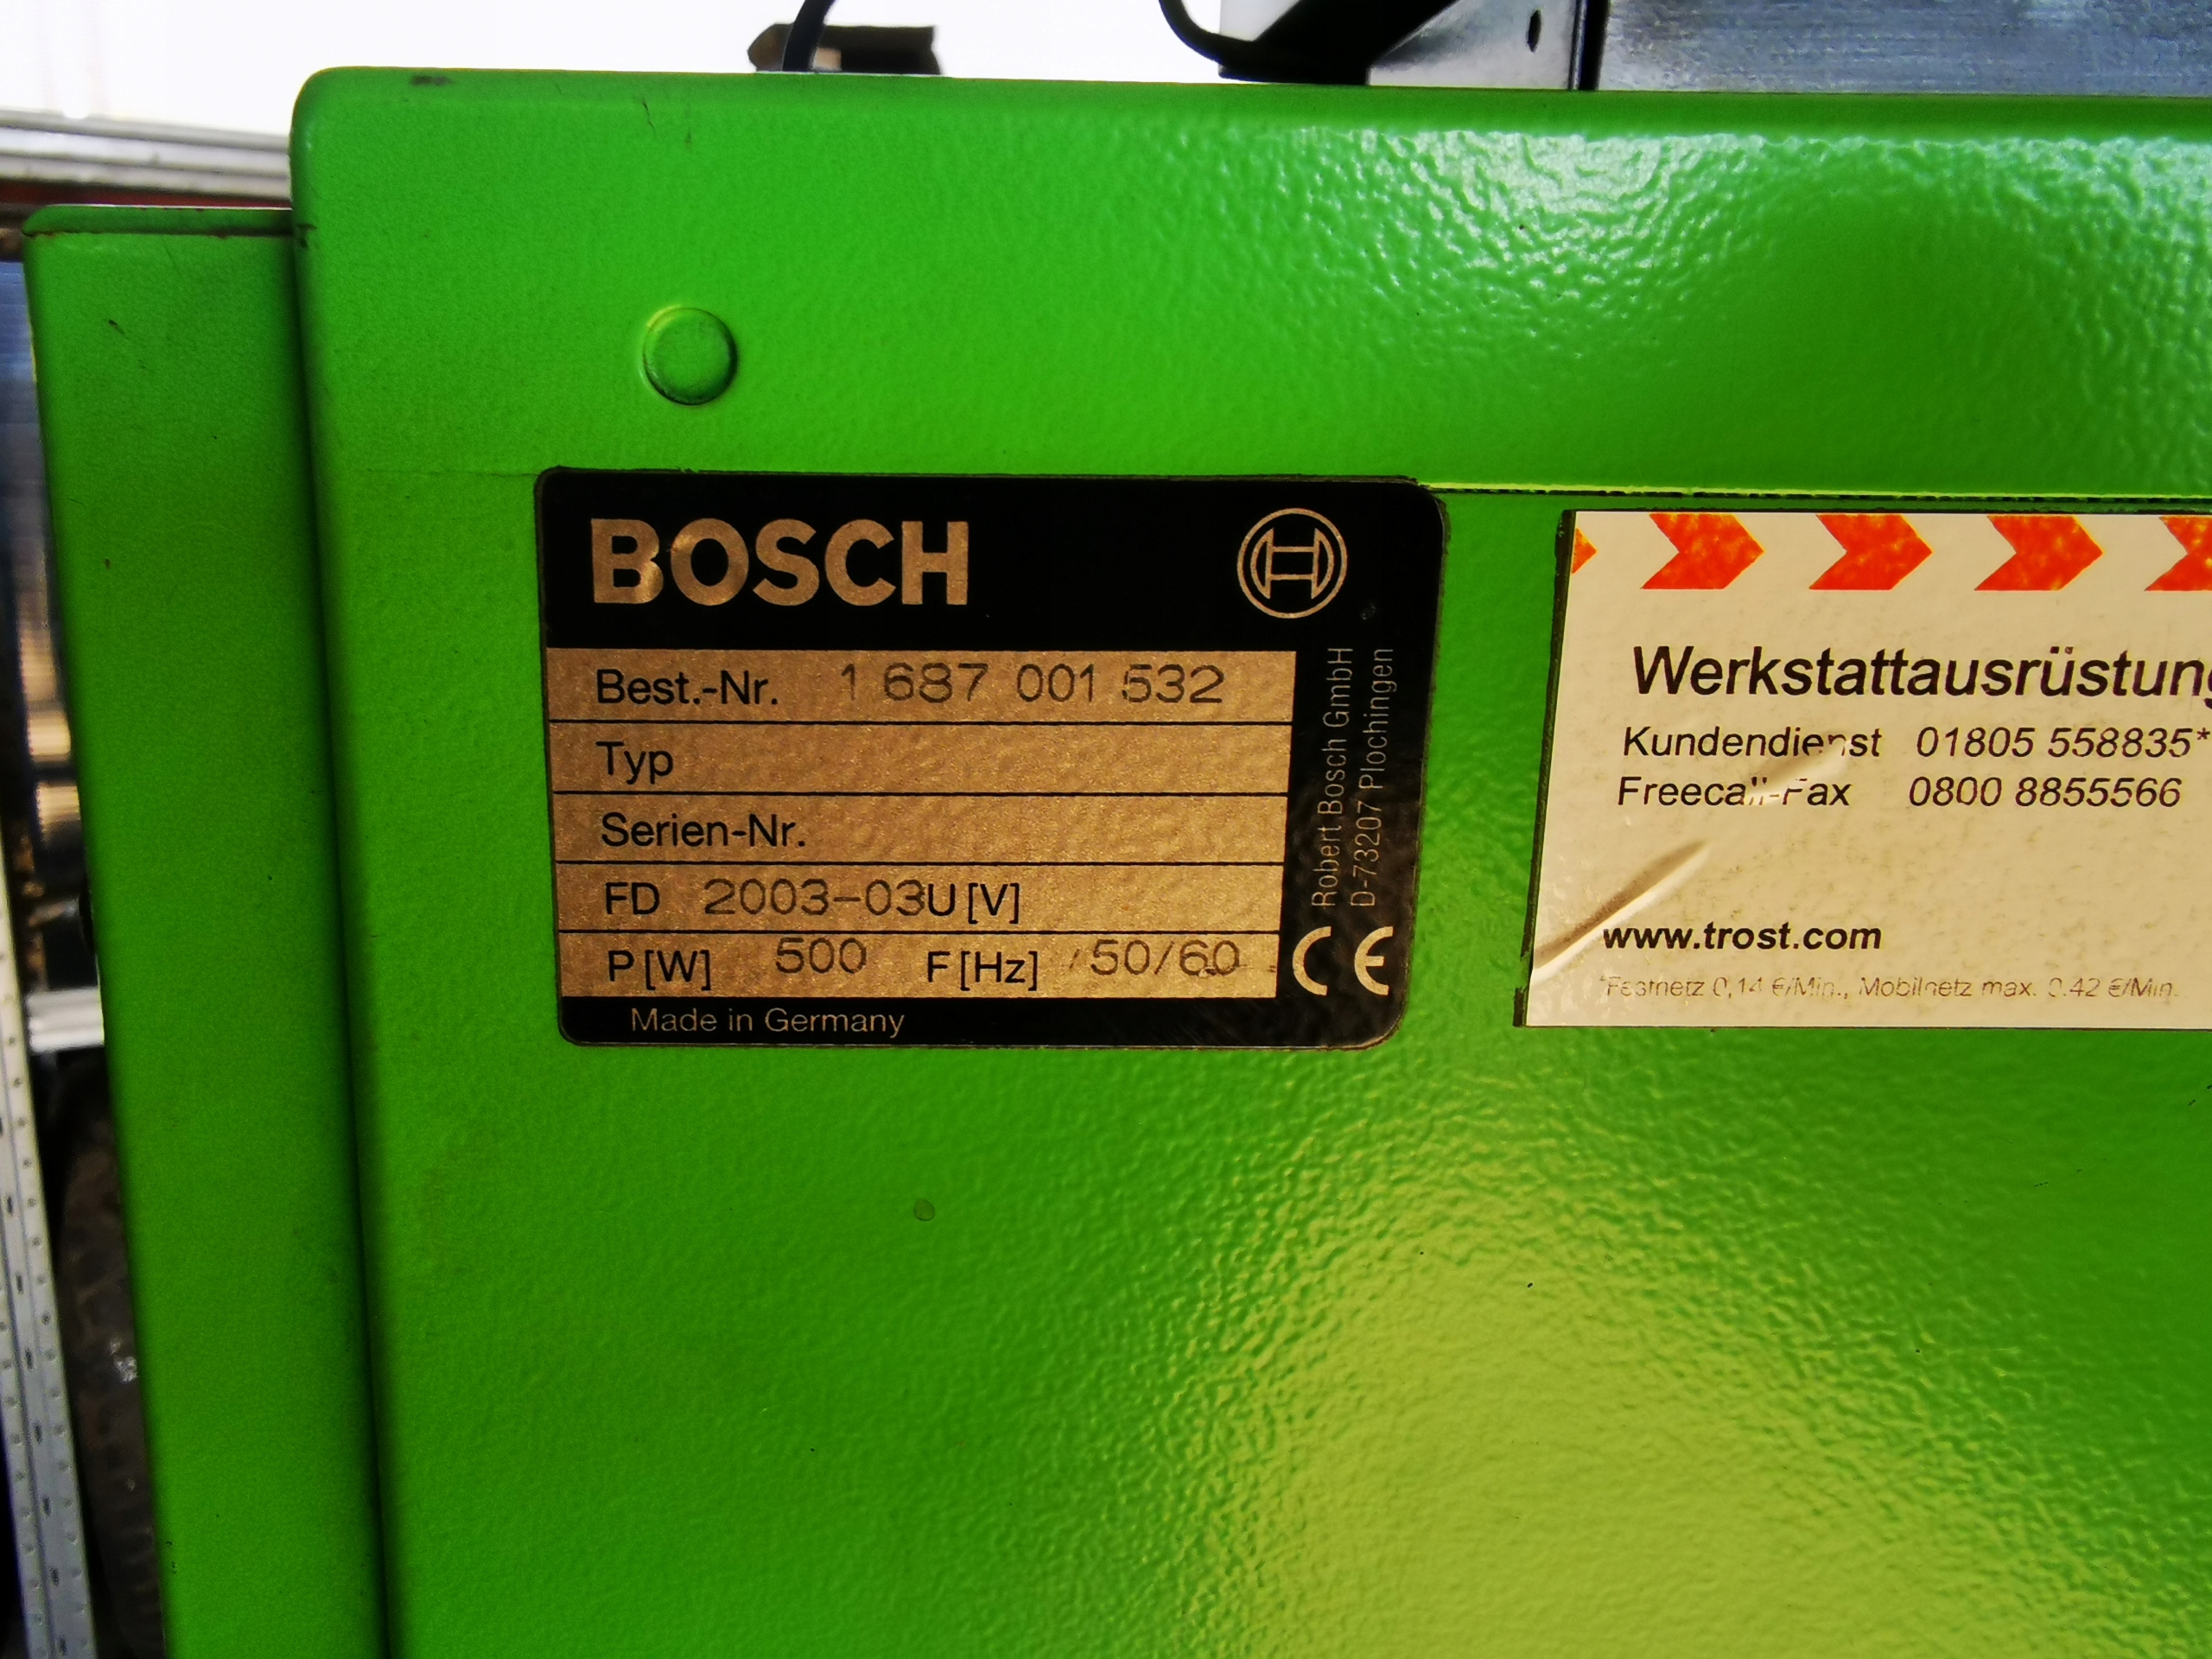 BOSCH
Best.-Nr. 1 687 001 532
Typ
Serien-Nr.
FD 2003-03 U [V]
P [W] 500 F [Hz] 50/60
Made in Germany
Robert Bosch GmbH
D-73207 Plochingen
CE
Werkstattausrüstung
Kundendienst 01805 558835*
Freecall-Fax 0800 8855566
www.trost.com
*Festnetz 0,14 €/Min., Mobilnetz max. 0.42 €/Min.